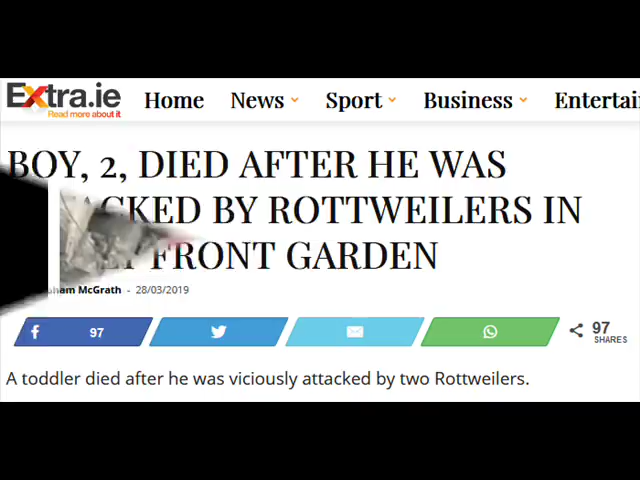 Extra.ie
Read more about it
Home News Sport Business
BOY, 2, DIED AFTER HE WAS
BY ROTTWEILERS IN
FRONT GARDEN
McGrath - 28/03/2019
97
97
SHARES
A toddler died after he was viciously attacked by two Rottweilers.